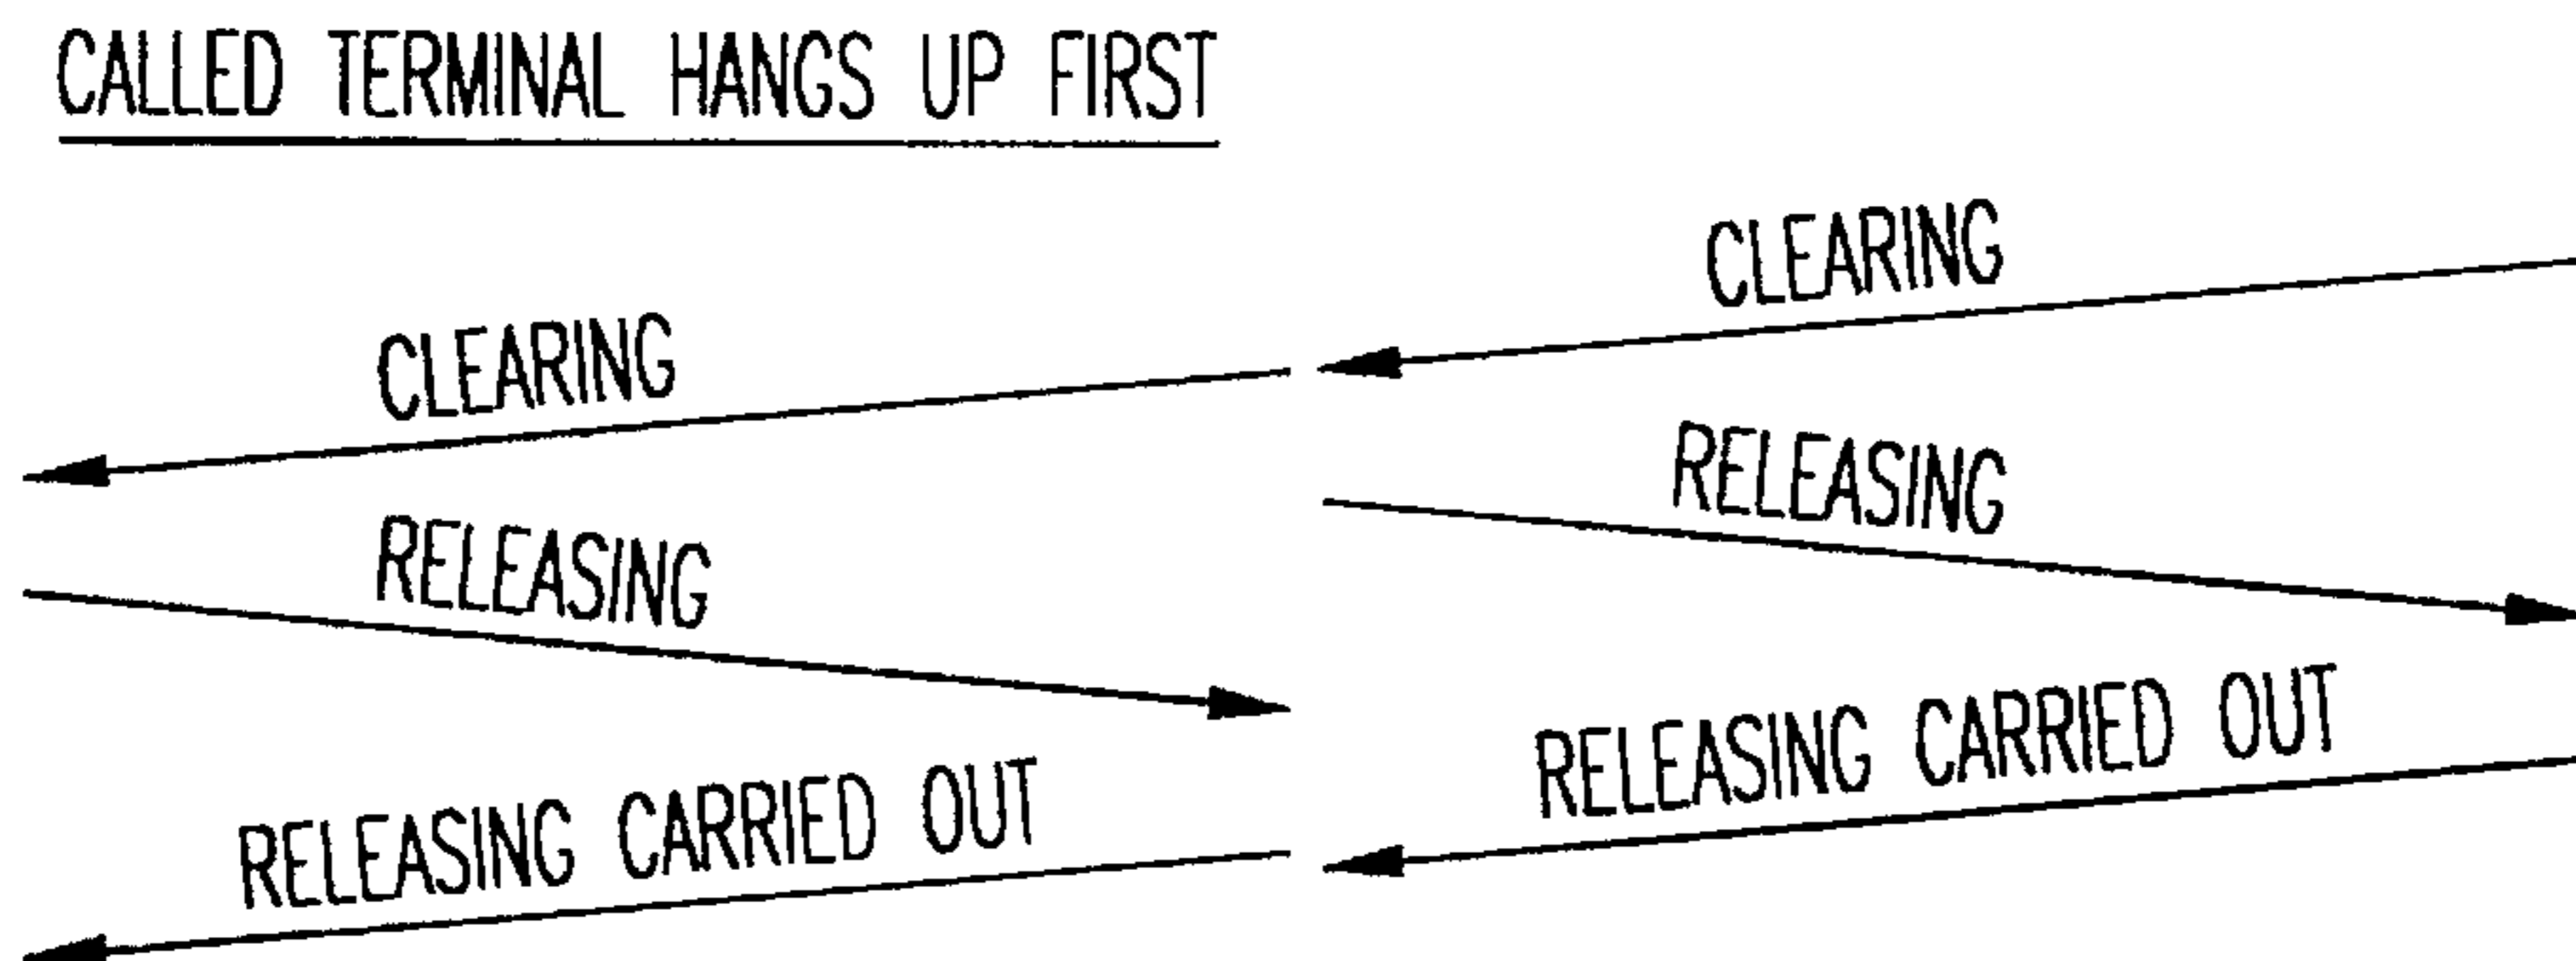 CALLED TERMINAL HANGS UP FIRST
CLEARING
CLEARING
RELEASING
RELEASING
RELEASING CARRIED OUT
RELEASING CARRIED OUT